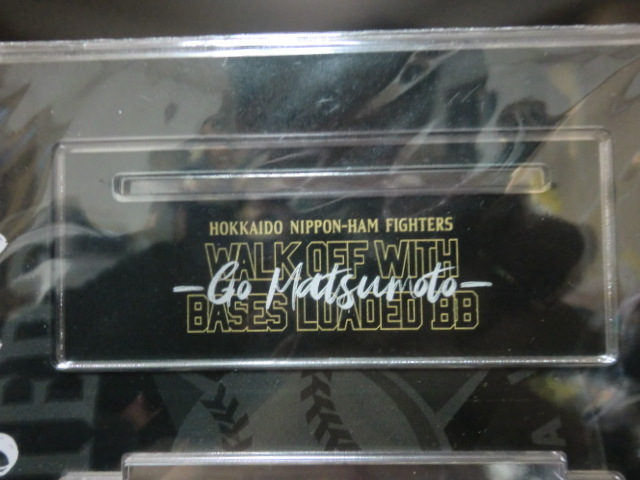 HOKKAIDO NIPPON-HAM FIGHTERS
WALK OFF WITH
-Go Matsumoto-
BASES LOADED BB